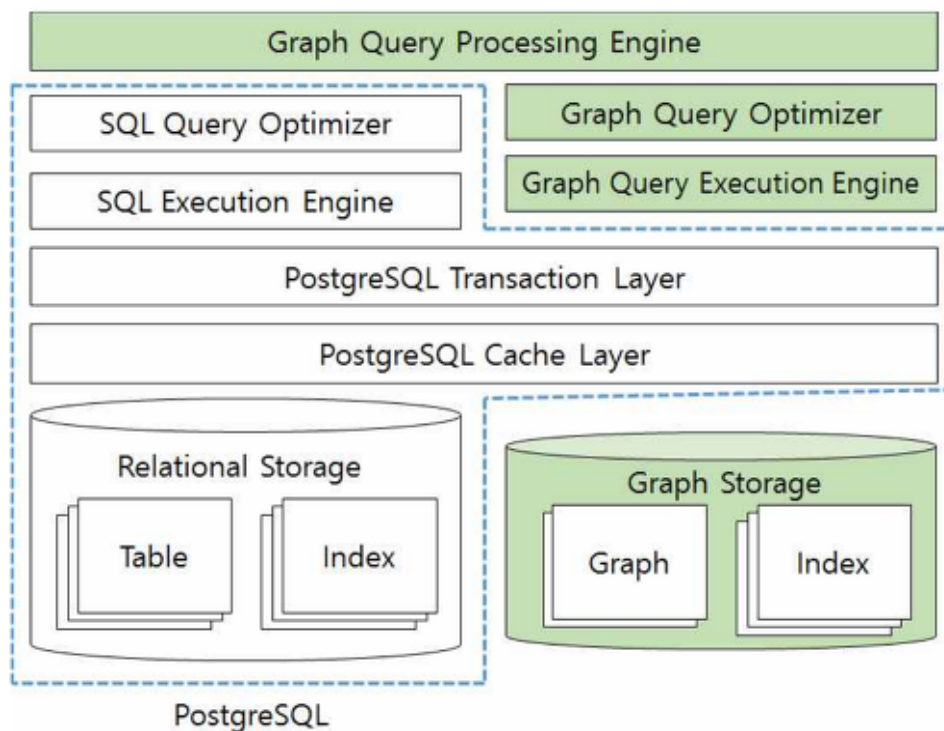 Graph Query Processing Engine
SQL Query Optimizer
Graph Query Optimizer
SQL Execution Engine
Graph Query Execution Engine
PostgreSQL Transaction Layer
PostgreSQL Cache Layer
Relational Storage
Table
Index
Graph Storage
Graph
Index
PostgreSQL